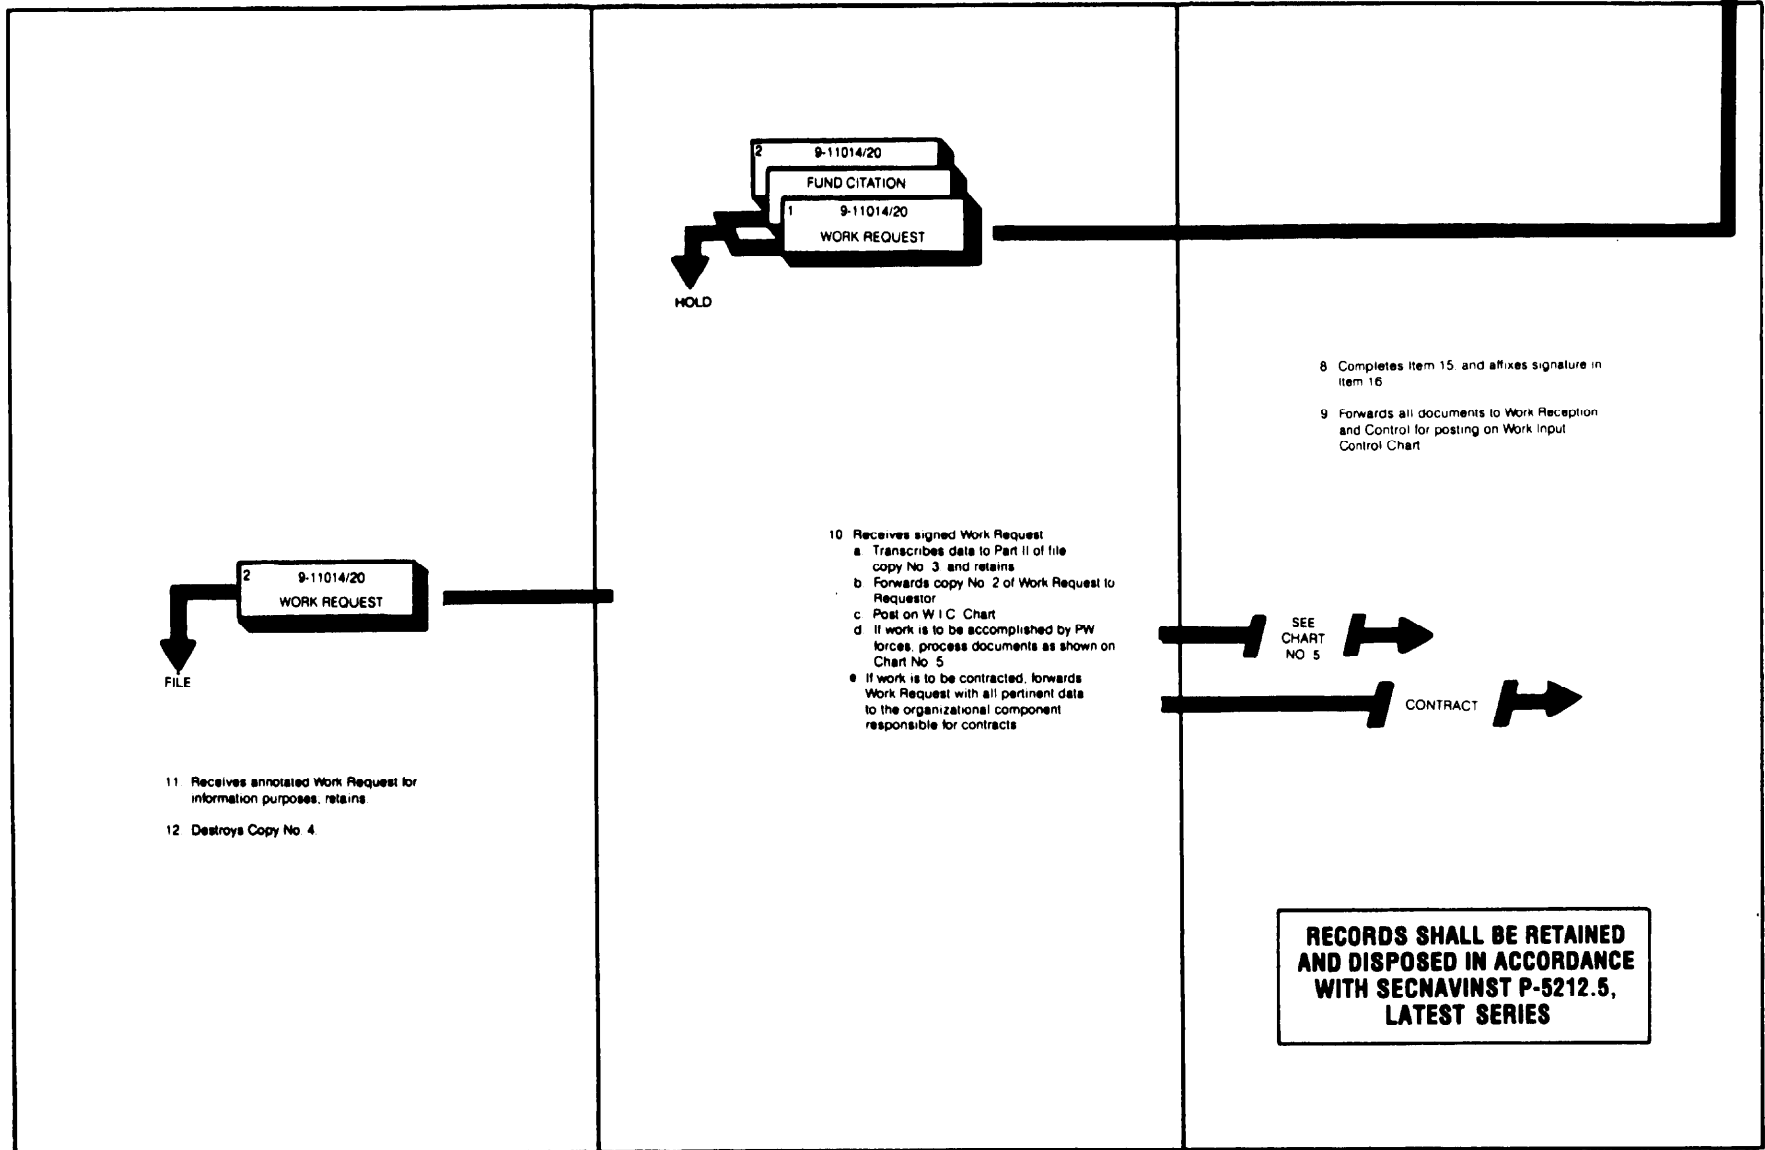 2 9-11014/20
FUND CITATION
1 9-11014/20
WORK REQUEST
HOLD
8 Completes Item 15, and affixes signature in
Item 16
9 Forwards all documents to Work Reception
and Control for posting on Work Input
Control Chart
10 Receives signed Work Request
a Transcribes data to Part II of file
copy No. 3 and retains
b. Forwards copy No. 2 of Work Request to
Requestor
c. Post on W I C Chart
d If work is to be accomplished by PW
forces, process documents as shown on
Chart No. 5
e If work is to be contracted, forwards
Work Request with all pertinent data
to the organizational component
responsible for contracts
2 9-11014/20
WORK REQUEST
FILE
SEE
CHART
NO 5
CONTRACT
11. Receives annotated Work Request for
information purposes, retains.
12 Destroys Copy No. 4.
RECORDS SHALL BE RETAINED
AND DISPOSED IN ACCORDANCE
WITH SECNAVINST P-5212.5,
LATEST SERIES